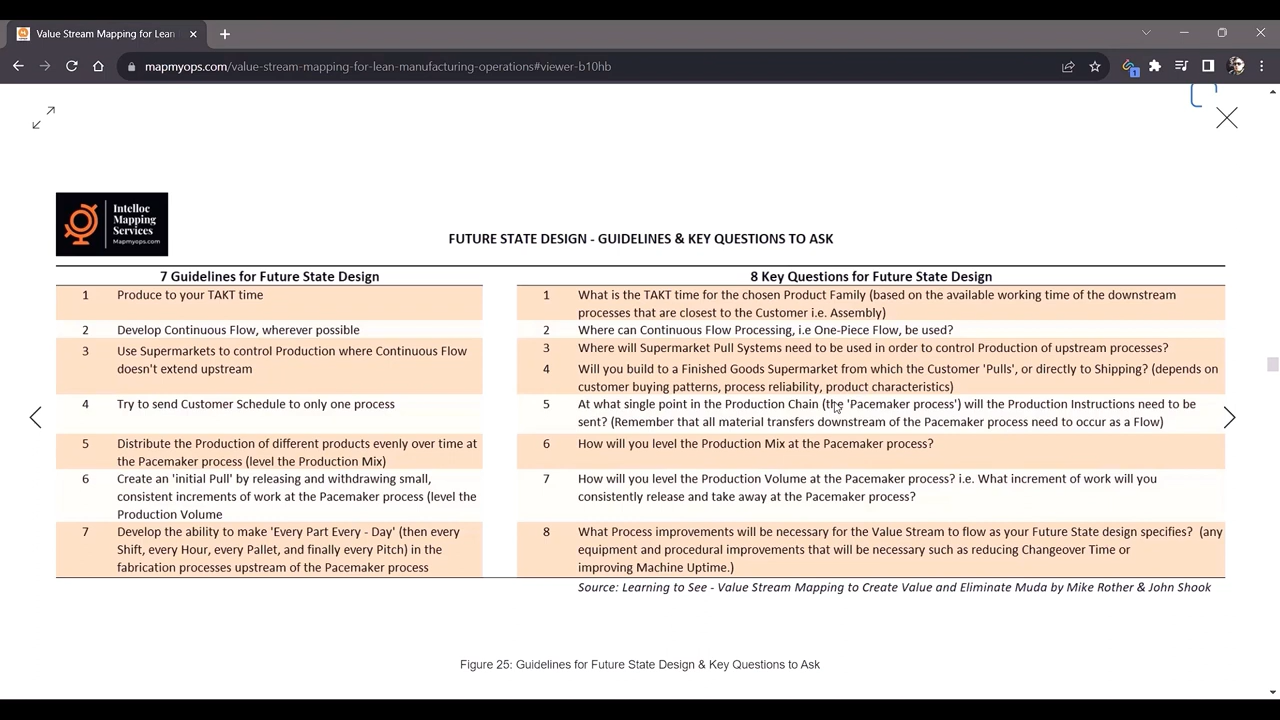 Value Stream Mapping for Lean
mapmyops.com/value-stream-mapping-for-lean-manufacturing-operations#viewer-b10hb
1
Intelloc
Mapping
Services
Mapmyops.com
FUTURE STATE DESIGN - GUIDELINES & KEY QUESTIONS TO ASK
7 Guidelines for Future State Design
1 Produce to your TAKT time
2 Develop Continuous Flow, wherever possible
3 Use Supermarkets to control Production where Continuous Flow
doesn't extend upstream
4 Try to send Customer Schedule to only one process
5 Distribute the Production of different products evenly over time at
the Pacemaker process (level the Production Mix)
6 Create an 'initial Pull' by releasing and withdrawing small,
consistent increments of work at the Pacemaker process (level the
Production Volume
7 Develop the ability to make 'Every Part Every - Day' (then every
Shift, every Hour, every Pallet, and finally every Pitch) in the
fabrication processes upstream of the Pacemaker process
8 Key Questions for Future State Design
1 What is the TAKT time for the chosen Product Family (based on the available working time of the downstream
processes that are closest to the Customer i.e. Assembly)
2 Where can Continuous Flow Processing, i.e One-Piece Flow, be used?
3 Where will Supermarket Pull Systems need to be used in order to control Production of upstream processes?
4 Will you build to a Finished Goods Supermarket from which the Customer 'Pulls', or directly to Shipping? (depends on
customer buying patterns, process reliability, product characteristics)
5 At what single point in the Production Chain (the 'Pacemaker process') will the Production Instructions need to be
sent? (Remember that all material transfers downstream of the Pacemaker process need to occur as a Flow)
6 How will you level the Production Mix at the Pacemaker process?
7 How will you level the Production Volume at the Pacemaker process? i.e. What increment of work will you
consistently release and take away at the Pacemaker process?
8 What Process improvements will be necessary for the Value Stream to flow as your Future State design specifies? (any
equipment and procedural improvements that will be necessary such as reducing Changeover Time or
improving Machine Uptime.)
Source: Learning to See - Value Stream Mapping to Create Value and Eliminate Muda by Mike Rother & John Shook
Figure 25: Guidelines for Future State Design & Key Questions to Ask